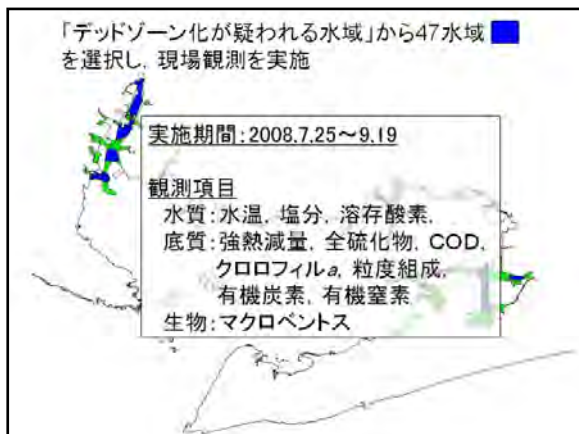 「デッドゾーン化が疑われる水域」から47水域
を選択し，現場観測を実施
実施期間：2008.7.25～9.19
観測項目
水質：水温，塩分，溶存酸素，
底質：強熱減量，全硫化物，COD，
クロロフィルa，粒度組成，
有機炭素，有機窒素
生物：マクロベントス